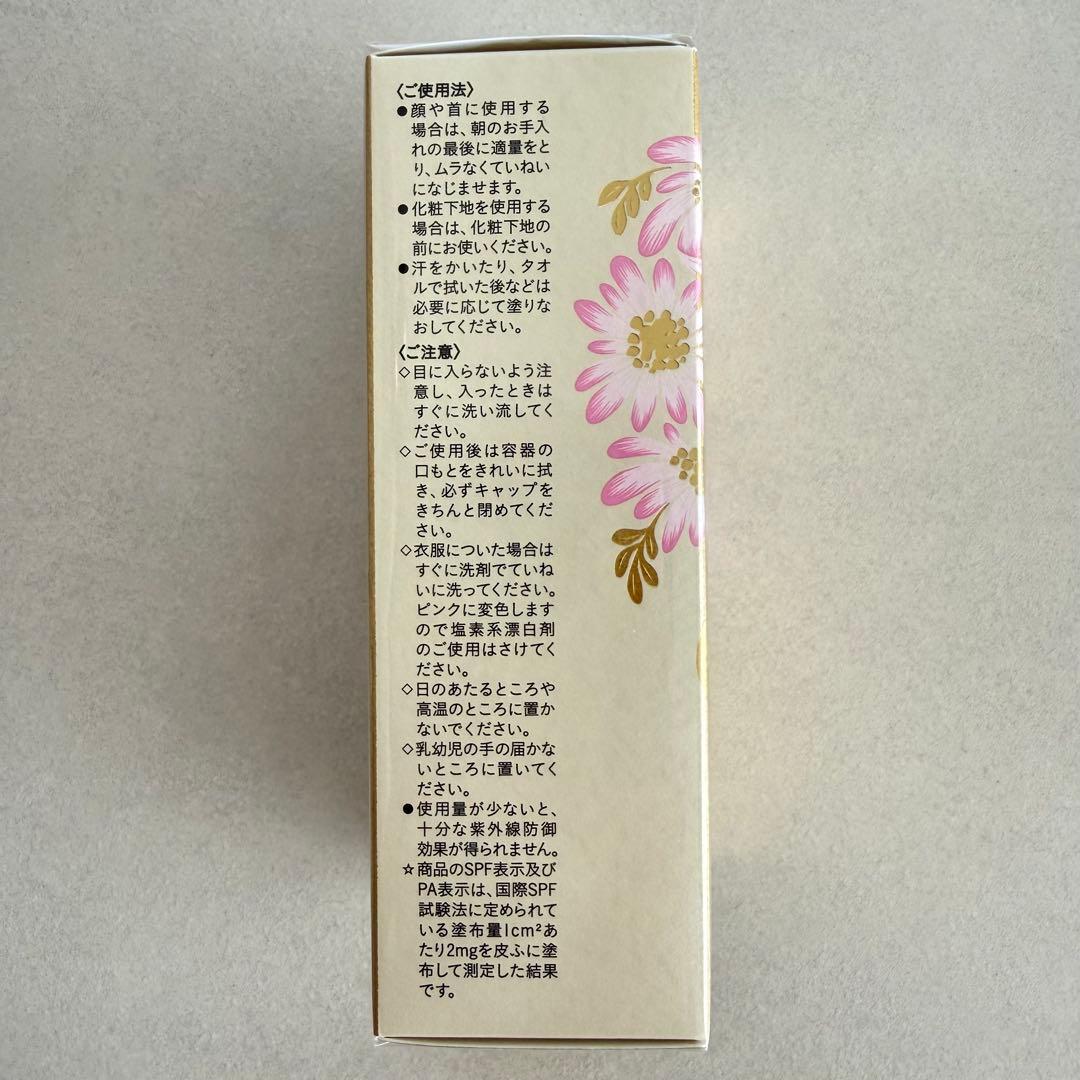 〈ご使用法〉
●顔や首に使用する
場合は、朝のお手入
れの最後に適量をと
り、ムラなくていねい
になじませます。
●化粧下地を使用する
場合は、化粧下地の
前にお使いください。
●汗をかいたり、タオ
ルで拭いた後などは
必要に応じて塗りな
おしてください。
〈ご注意〉
◇目に入らないよう注
意し、入ったときは
すぐに洗い流してく
ださい。
◇ご使用後は容器の
口もとをきれいに拭
き、必ずキャップを
きちんと閉めてくだ
さい。
◇衣服についた場合は
すぐに洗剤でていね
いに洗ってください。
ピンクに変色します
ので塩素系漂白剤
のご使用はさけてく
ださい。
◇日のあたるところや
高温のところに置か
ないでください。
◇乳幼児の手の届かな
いところに置いてく
ださい。
●使用量が少ないと、
十分な紫外線防御
効果が得られません。
☆商品のSPF表示及び
PA表示は、国際SPF
試験法に定められて
いる塗布量1cm²あ
たり2mgを皮ふに塗
布して測定した結果
です。